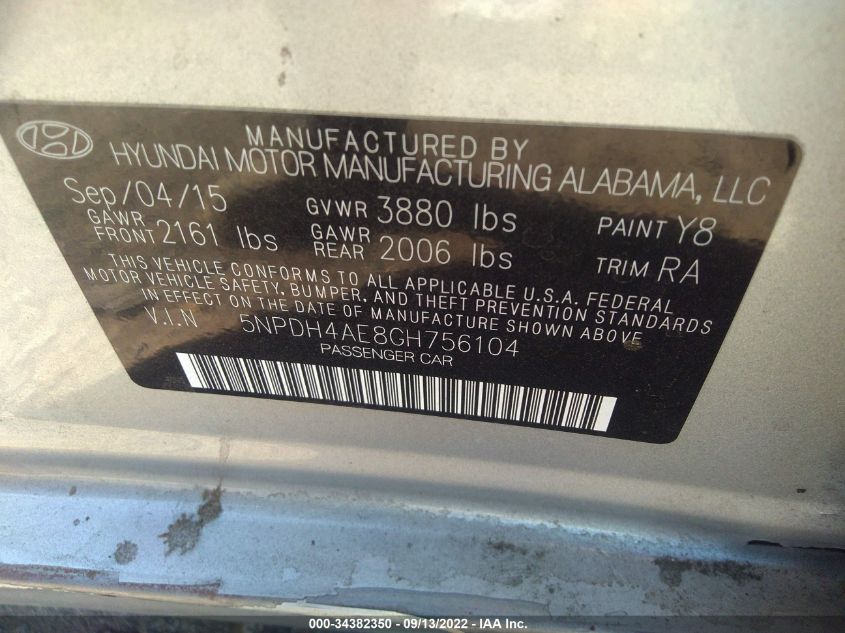 MANUFACTURED BY
HYUNDAI MOTOR MANUFACTURING ALABAMA, LLC
Sep/04/15 GVWR 3880 lbs PAINT Y8
GAWR FRONT 2161 lbs GAWR REAR 2006 lbs TRIM RA
THIS VEHICLE CONFORMS TO ALL APPLICABLE U.S.A. FEDERAL
MOTOR VEHICLE SAFETY, BUMPER, AND THEFT PREVENTION STANDARDS
IN EFFECT ON THE DATE OF MANUFACTURE SHOWN ABOVE
V.I.N 5NPDH4AE8GH756104
PASSENGER CAR
000-34382350 - 09/13/2022 - IAA Inc.